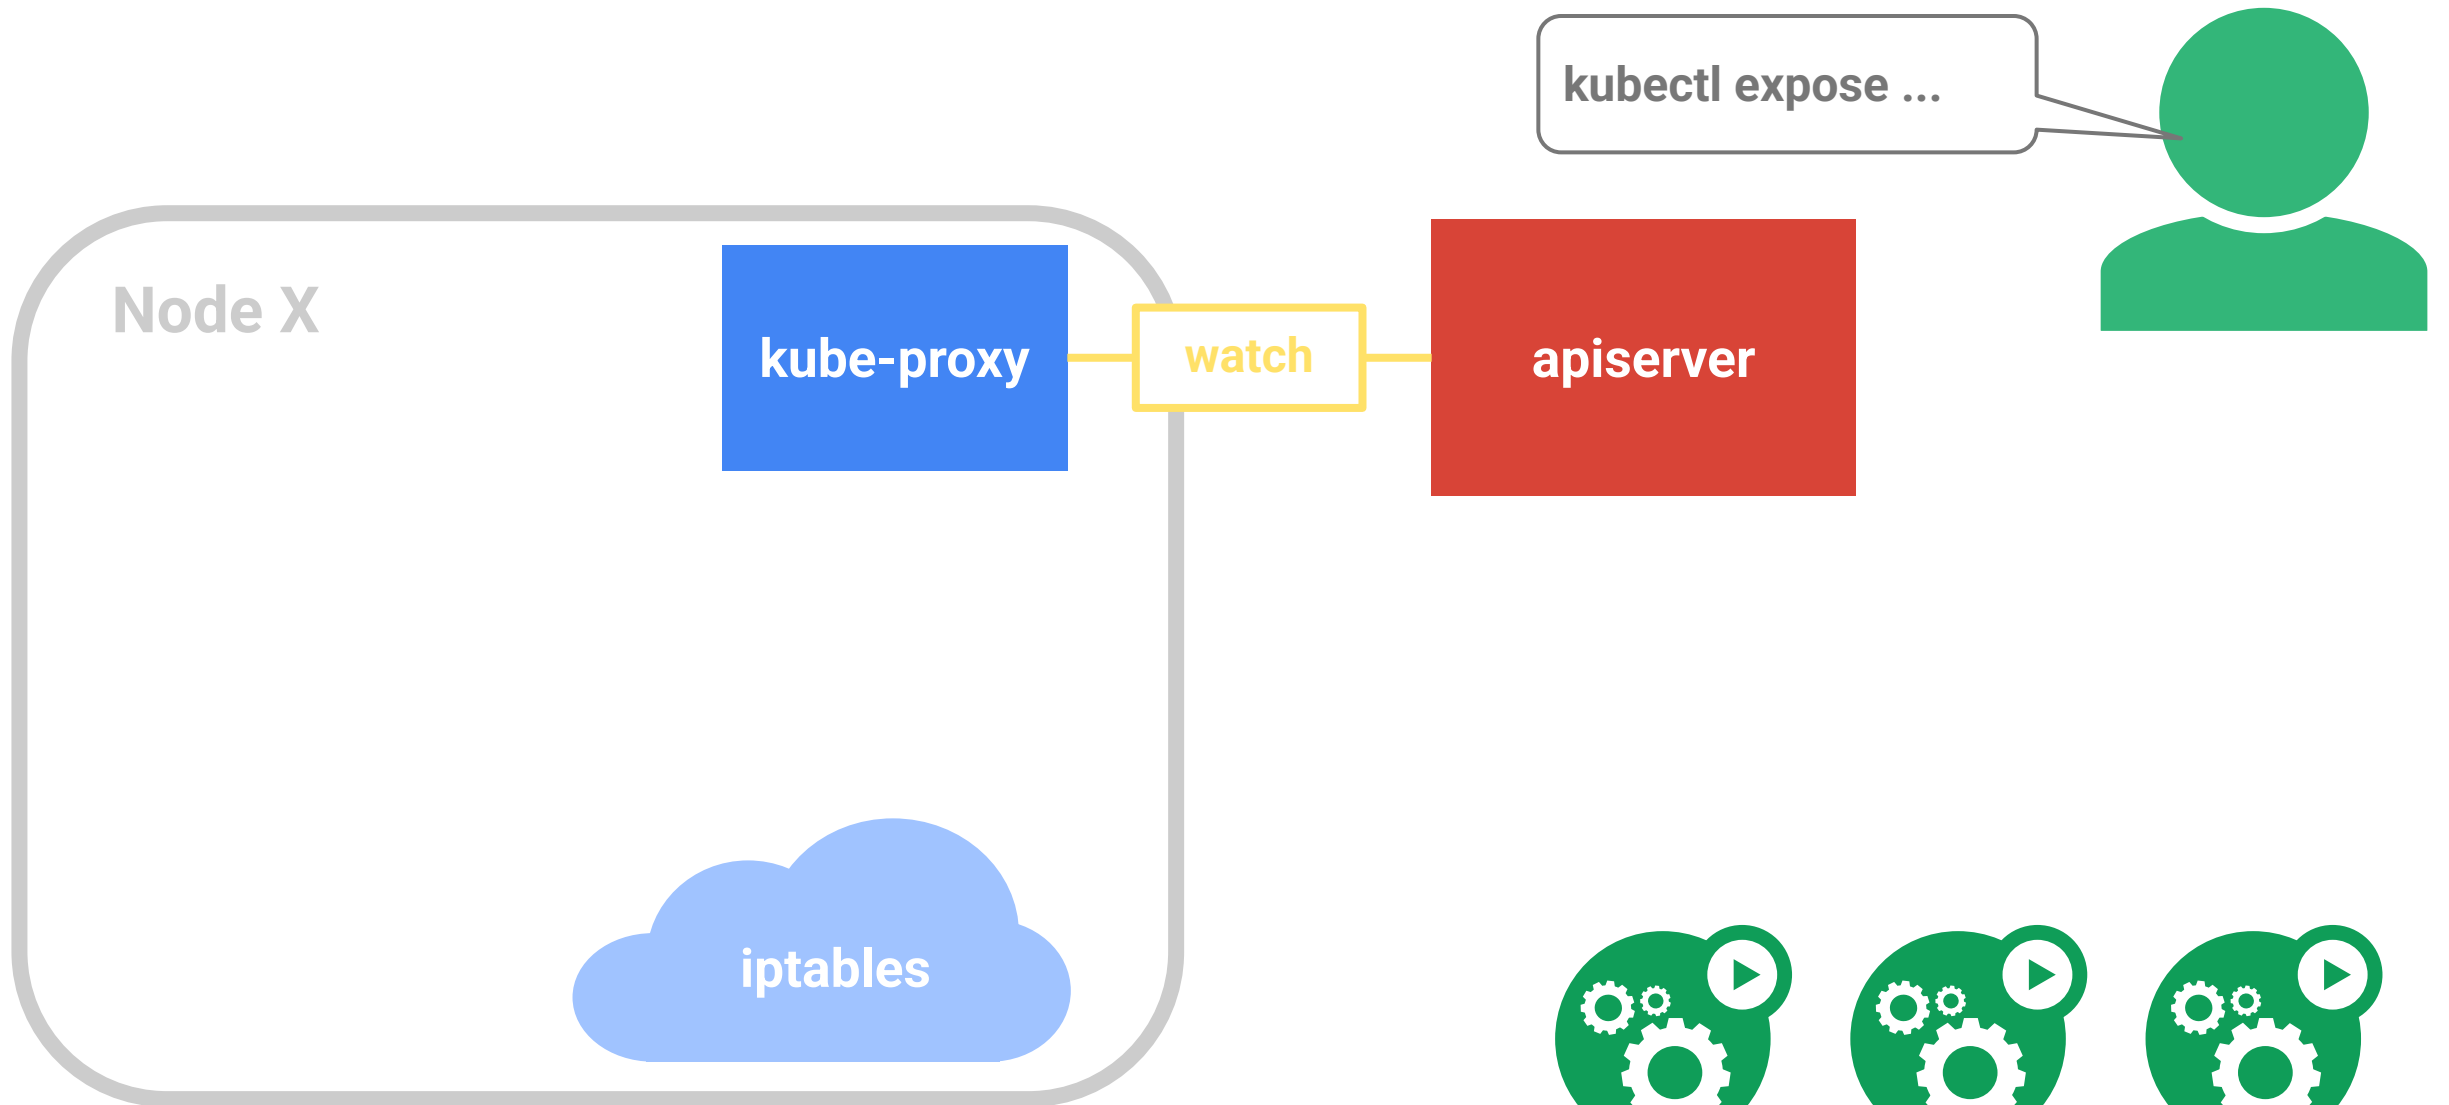 kubectl expose ...
Node X
kube-proxy
watch
apiserver
iptables